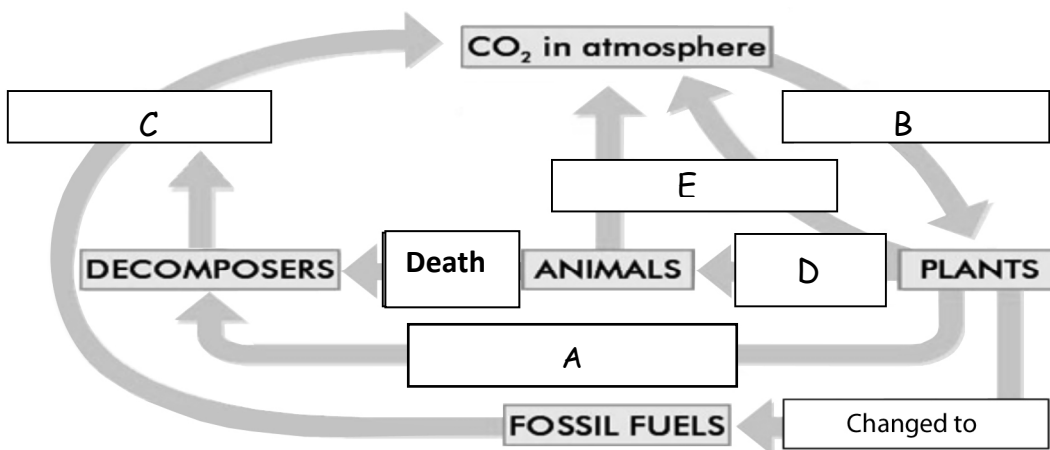 CO₂ in atmosphere
C
B
E
DECOMPOSERS
Death
ANIMALS
D
PLANTS
A
FOSSIL FUELS
Changed to